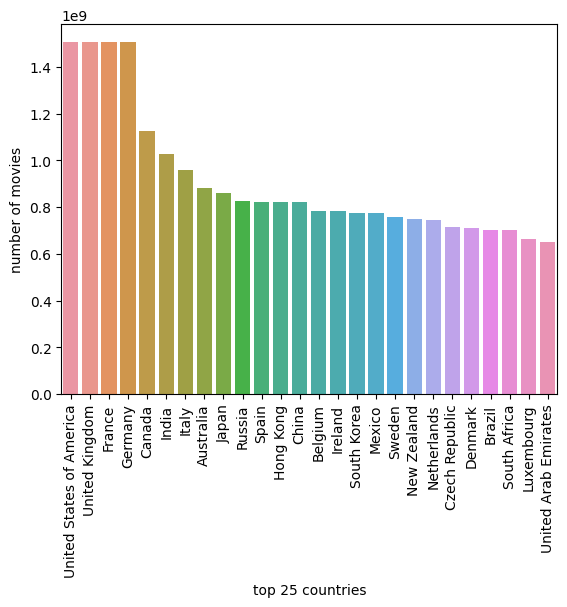 1e9
1.4
1.2
1.0
0.8
0.6
0.4
0.2
0.0
number of movies
United States of America
United Kingdom
France
Germany
Canada
India
Italy
Australia
Japan
Russia
Spain
Hong Kong
China
Belgium
Ireland
South Korea
Mexico
Sweden
New Zealand
Netherlands
Czech Republic
Denmark
Brazil
South Africa
Luxembourg
United Arab Emirates
top 25 countries